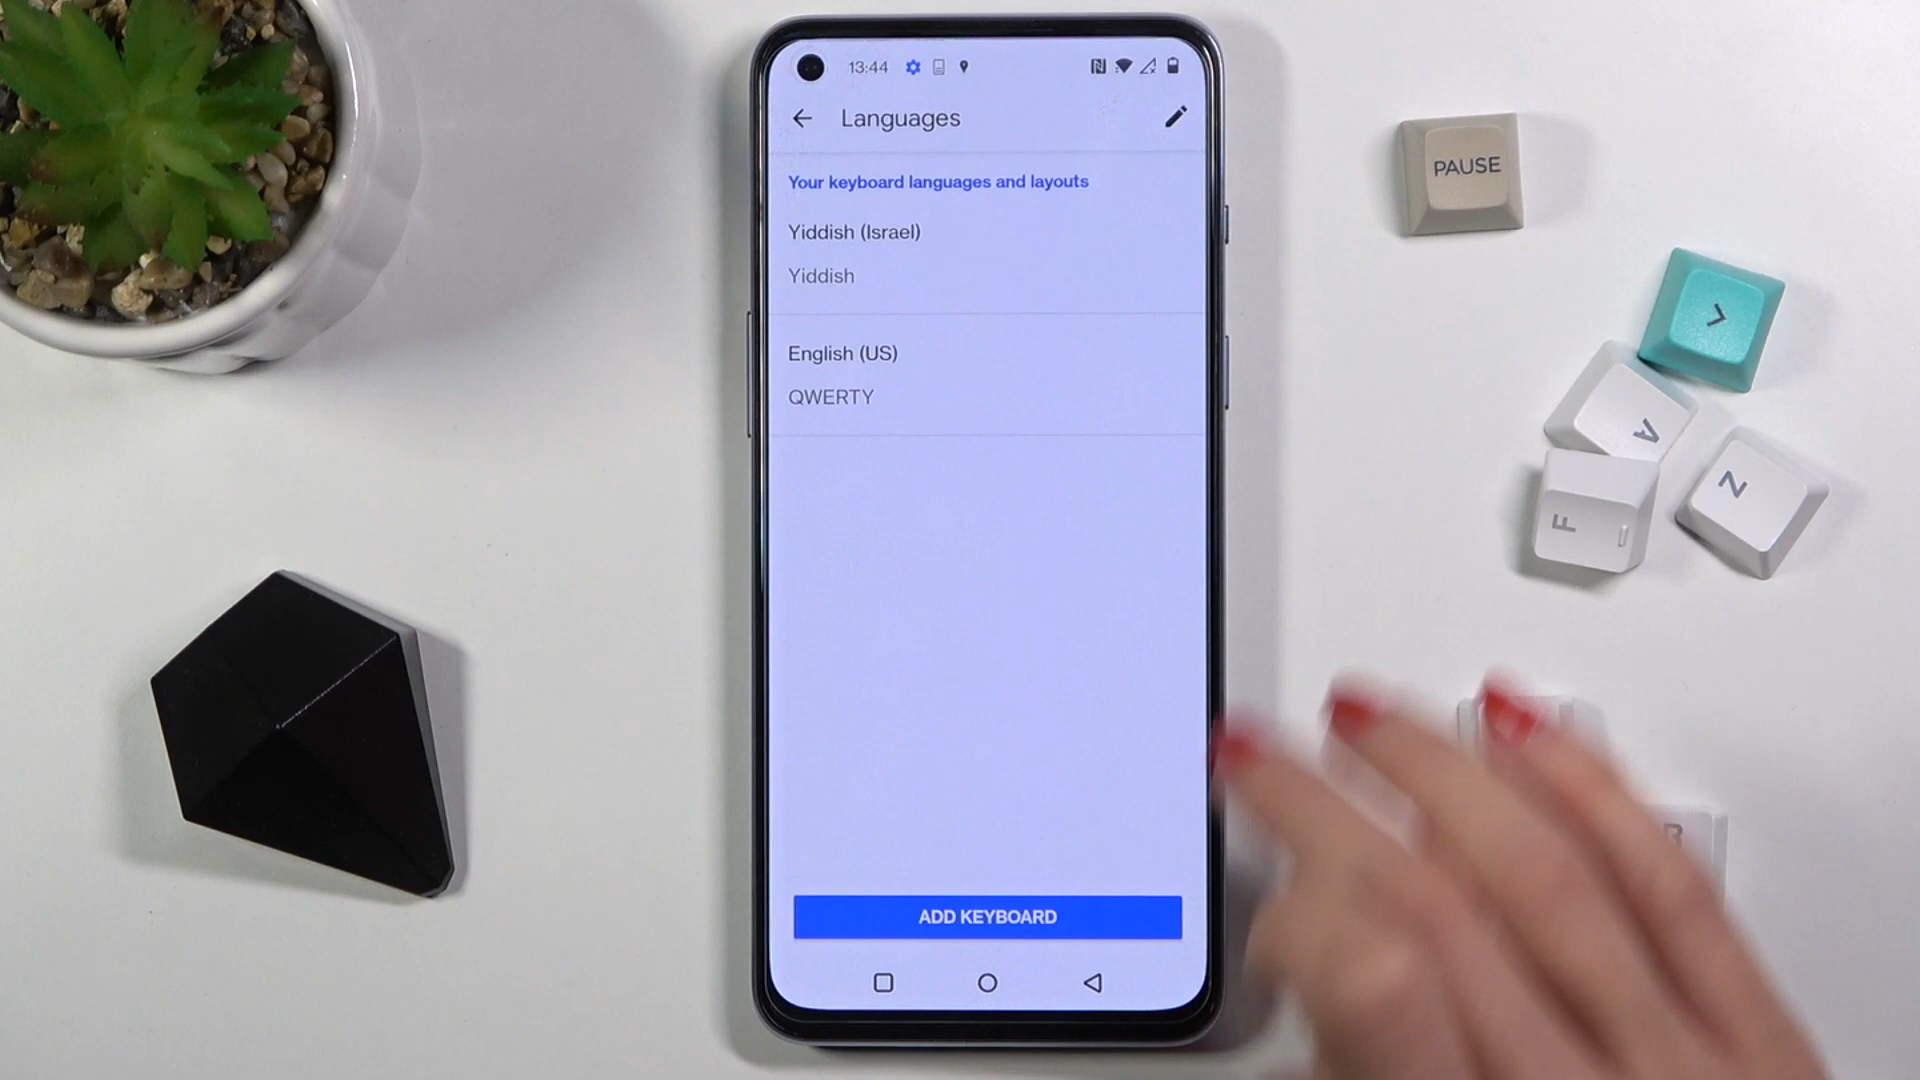 13:44
Languages
Your keyboard languages and layouts
Yiddish (Israel)
Yiddish
English (US)
QWERTY
ADD KEYBOARD
PAUSE
>
A
F
Z